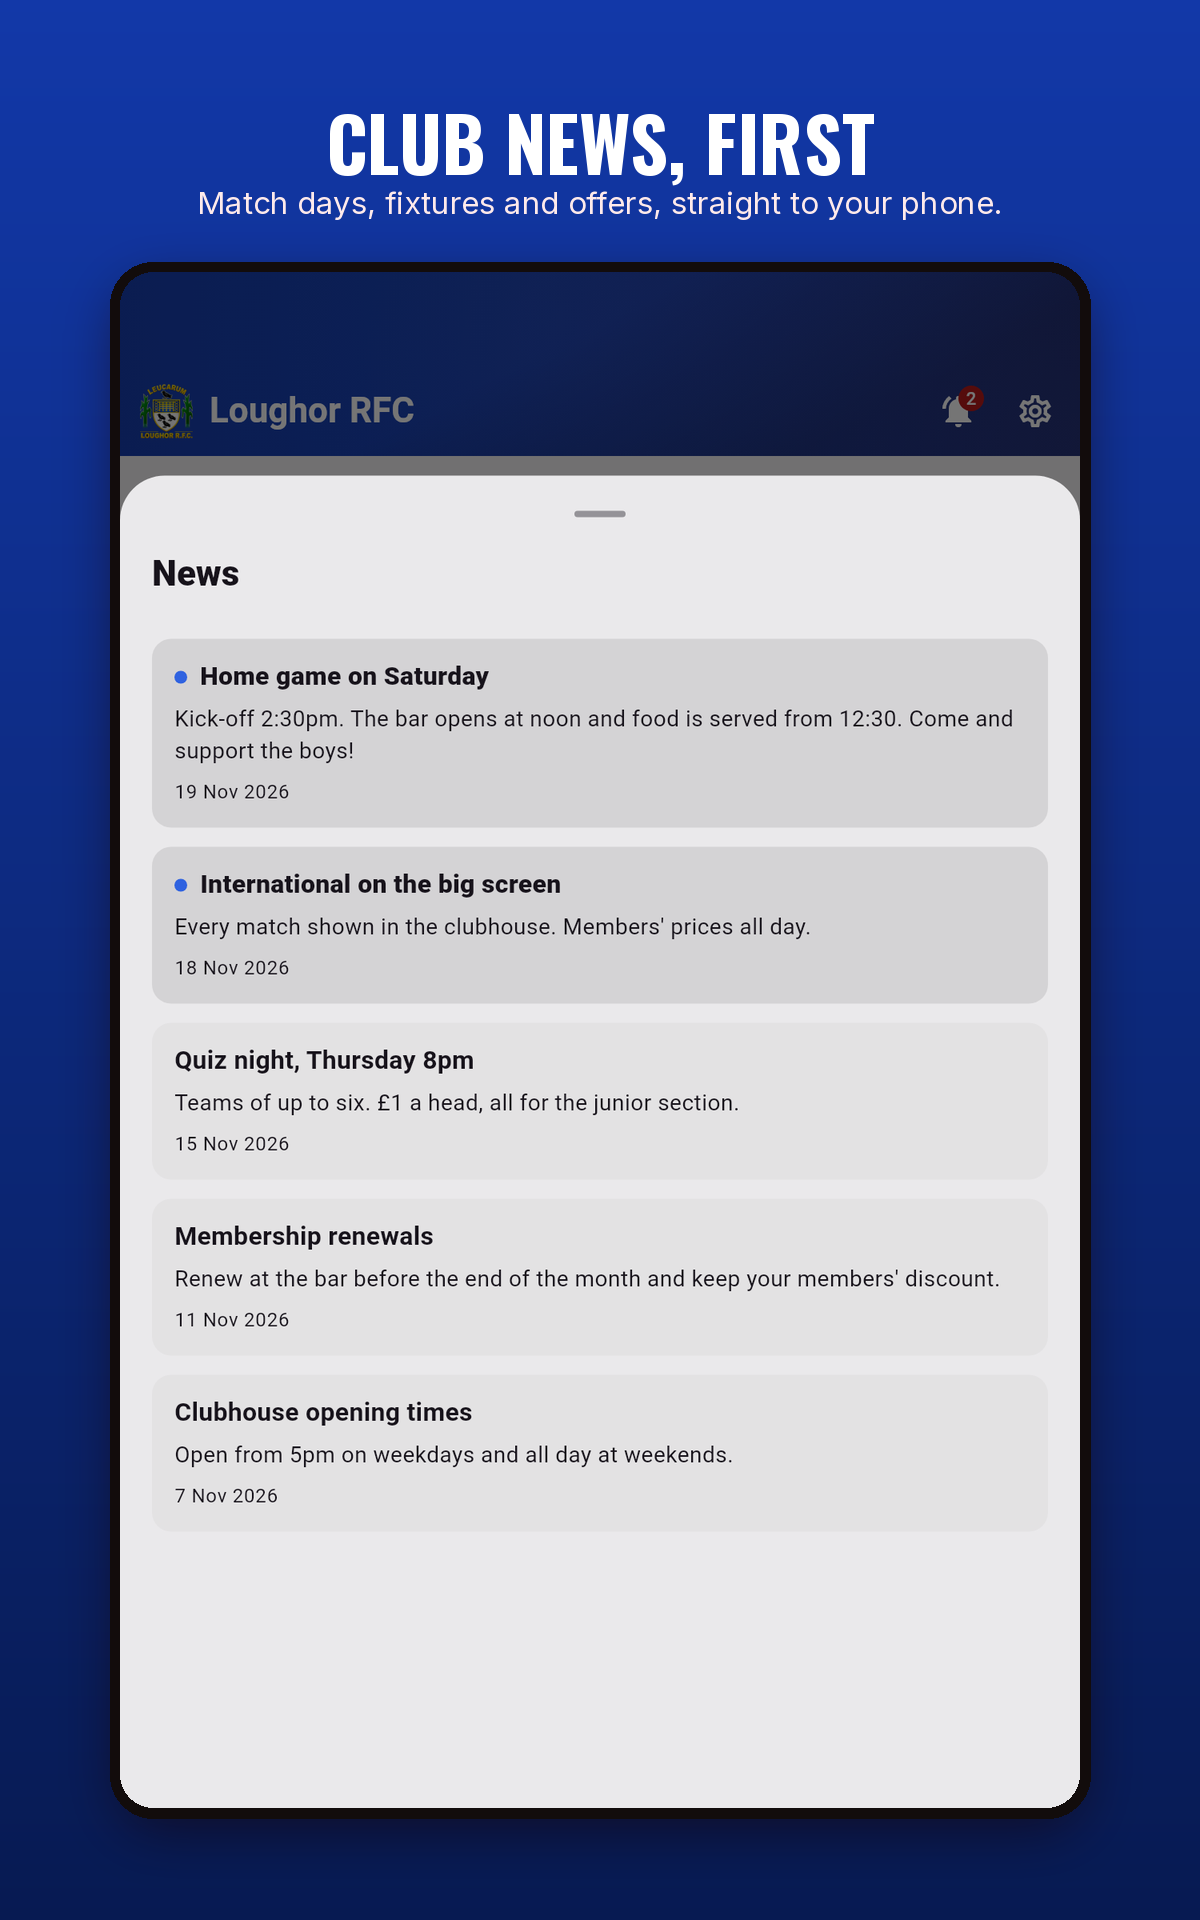 CLUB NEWS, FIRST
Match days, fixtures and offers, straight to your phone.
LEUCARUM
LOUGHOR R.F.C.
Loughor RFC
2
News
Home game on Saturday
Kick-off 2:30pm. The bar opens at noon and food is served from 12:30. Come and
support the boys!
19 Nov 2026
International on the big screen
Every match shown in the clubhouse. Members' prices all day.
18 Nov 2026
Quiz night, Thursday 8pm
Teams of up to six. £1 a head, all for the junior section.
15 Nov 2026
Membership renewals
Renew at the bar before the end of the month and keep your members' discount.
11 Nov 2026
Clubhouse opening times
Open from 5pm on weekdays and all day at weekends.
7 Nov 2026